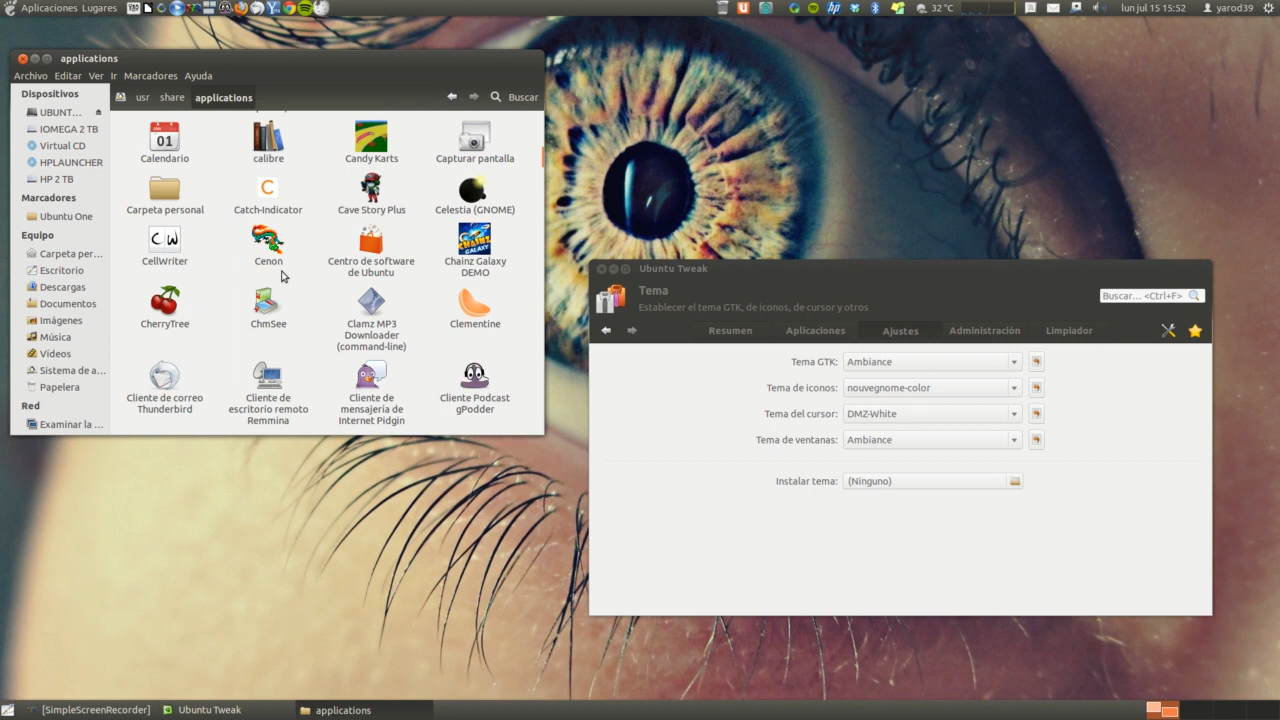 Aplicaciones Lugares
32 °C
lun jul 15 15:52
yarod39
applications
Archivo Editar Ver Ir Marcadores Ayuda
Dispositivos
UBUNT...
IOMEGA 2 TB
Virtual CD
HPLAUNCHER
HP 2 TB
Marcadores
Ubuntu One
Equipo
Carpeta per...
Escritorio
Descargas
Documentos
Imágenes
Música
Vídeos
Sistema de a...
Papelera
Red
Examinar la ...
usr share applications
Buscar
Calendario
calibre
Candy Karts
Capturar pantalla
Carpeta personal
Catch-Indicator
Cave Story Plus
Celestia (GNOME)
CellWriter
Cenon
Centro de software
de Ubuntu
Chainz Galaxy
DEMO
CherryTree
ChmSee
Clamz MP3
Downloader
(command-line)
Clementine
Cliente de correo
Thunderbird
Cliente de
escritorio remoto
Remmina
Cliente de
mensajería de
Internet Pidgin
Cliente Podcast
gPodder
Ubuntu Tweak
Tema
Establecer el tema GTK, de iconos, de cursor y otros
Buscar... <Ctrl+F>
Resumen
Aplicaciones
Ajustes
Administración
Limpiador
Tema GTK: Ambiance
Tema de iconos: nouvegnome-color
Tema del cursor: DMZ-White
Tema de ventanas: Ambiance
Instalar tema: (Ninguno)
[SimpleScreenRecorder]
Ubuntu Tweak
applications